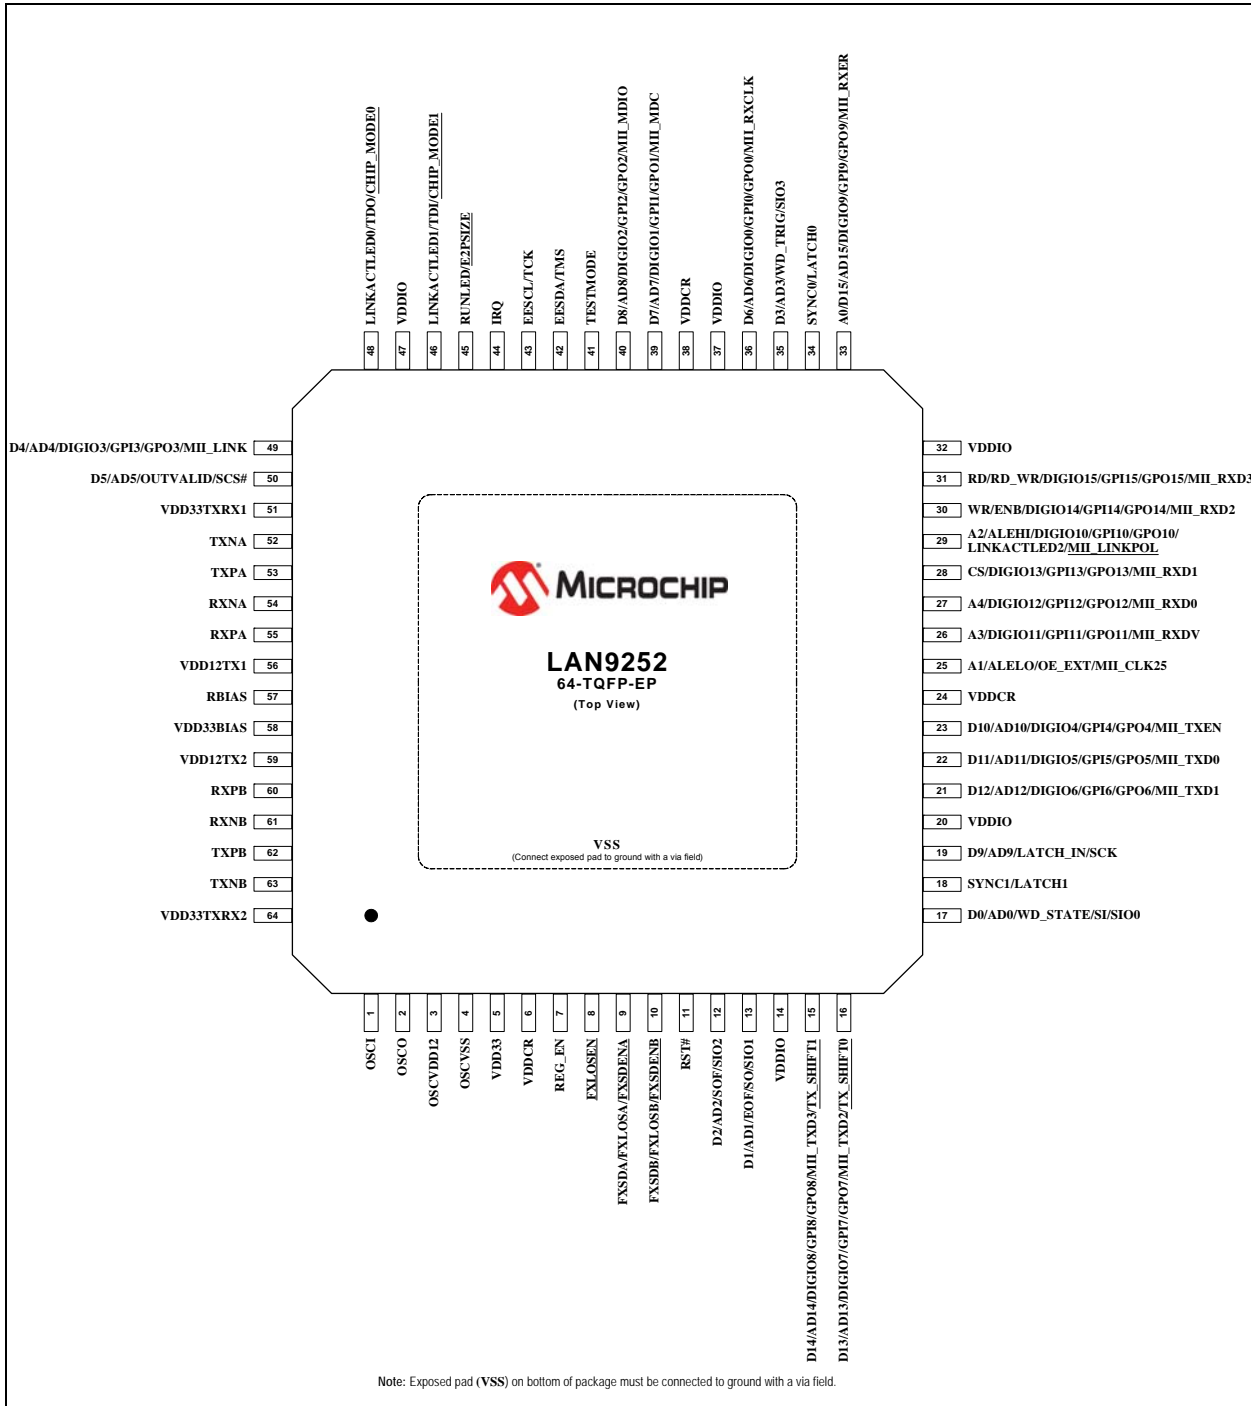 LINKACTLED0/TDO/CHIP_MODE0
VDDIO
LINKACTLED1/TDI/CHIP_MODE1
RUNLED/E2PSIZE
IRQ
EESCL/TCK
EESDA/TMS
TESTMODE
D8/AD8/DIGIO2/GPI2/GPO2/MII_MDIO
D7/AD7/DIGIO1/GPI1/GPO1/MII_MDC
VDDCR
VDDIO
D6/AD6/DIGIO0/GPI0/GPO0/MII_RXCLK
D3/AD3/WD_TRIG/SIO3
SYNC0/LATCH0
A0/D15/AD15/DIGIO9/GPI9/GPO9/MII_RXER
48
47
46
45
44
43
42
41
40
39
38
37
36
35
34
33
D4/AD4/DIGIO3/GPI3/GPO3/MII_LINK 49
D5/AD5/OUTVALID/SCS# 50
VDD33TXRX1 51
TXNA 52
TXPA 53
RXNA 54
RXPA 55
VDD12TX1 56
RBIAS 57
VDD33BIAS 58
VDD12TX2 59
RXPB 60
RXNB 61
TXPB 62
TXNB 63
VDD33TXRX2 64
MICROCHIP
LAN9252
64-TQFP-EP
(Top View)
VSS
(Connect exposed pad to ground with a via field)
32 VDDIO
31 RD/RD_WR/DIGIO15/GPI15/GPO15/MII_RXD3
30 WR/ENB/DIGIO14/GPI14/GPO14/MII_RXD2
29 A2/ALEHI/DIGIO10/GPI10/GPO10/
LINKACTLED2/MII_LINKPOL
28 CS/DIGIO13/GPI13/GPO13/MII_RXD1
27 A4/DIGIO12/GPI12/GPO12/MII_RXD0
26 A3/DIGIO11/GPI11/GPO11/MII_RXDV
25 A1/ALELO/OE_EXT/MII_CLK25
24 VDDCR
23 D10/AD10/DIGIO4/GPI4/GPO4/MII_TXEN
22 D11/AD11/DIGIO5/GPI5/GPO5/MII_TXD0
21 D12/AD12/DIGIO6/GPI6/GPO6/MII_TXD1
20 VDDIO
19 D9/AD9/LATCH_IN/SCK
18 SYNC1/LATCH1
17 D0/AD0/WD_STATE/SI/SIO0
1
2
3
4
5
6
7
8
9
10
11
12
13
14
15
16
OSCI
OSCO
OSCVDD12
OSCVSS
VDD33
VDDCR
REG_EN
FXLOSEN
FXSDA/FXLOSA/FXSDENA
FXSDB/FXLOSB/FXSDENB
RST#
D2/AD2/SOF/SIO2
D1/AD1/EOF/SO/SIO1
VDDIO
D14/AD14/DIGIO8/GPI8/GPO8/MII_TXD3/TX_SHIFT1
D13/AD13/DIGIO7/GPI7/GPO7/MII_TXD2/TX_SHIFT0
Note: Exposed pad (VSS) on bottom of package must be connected to ground with a via field.